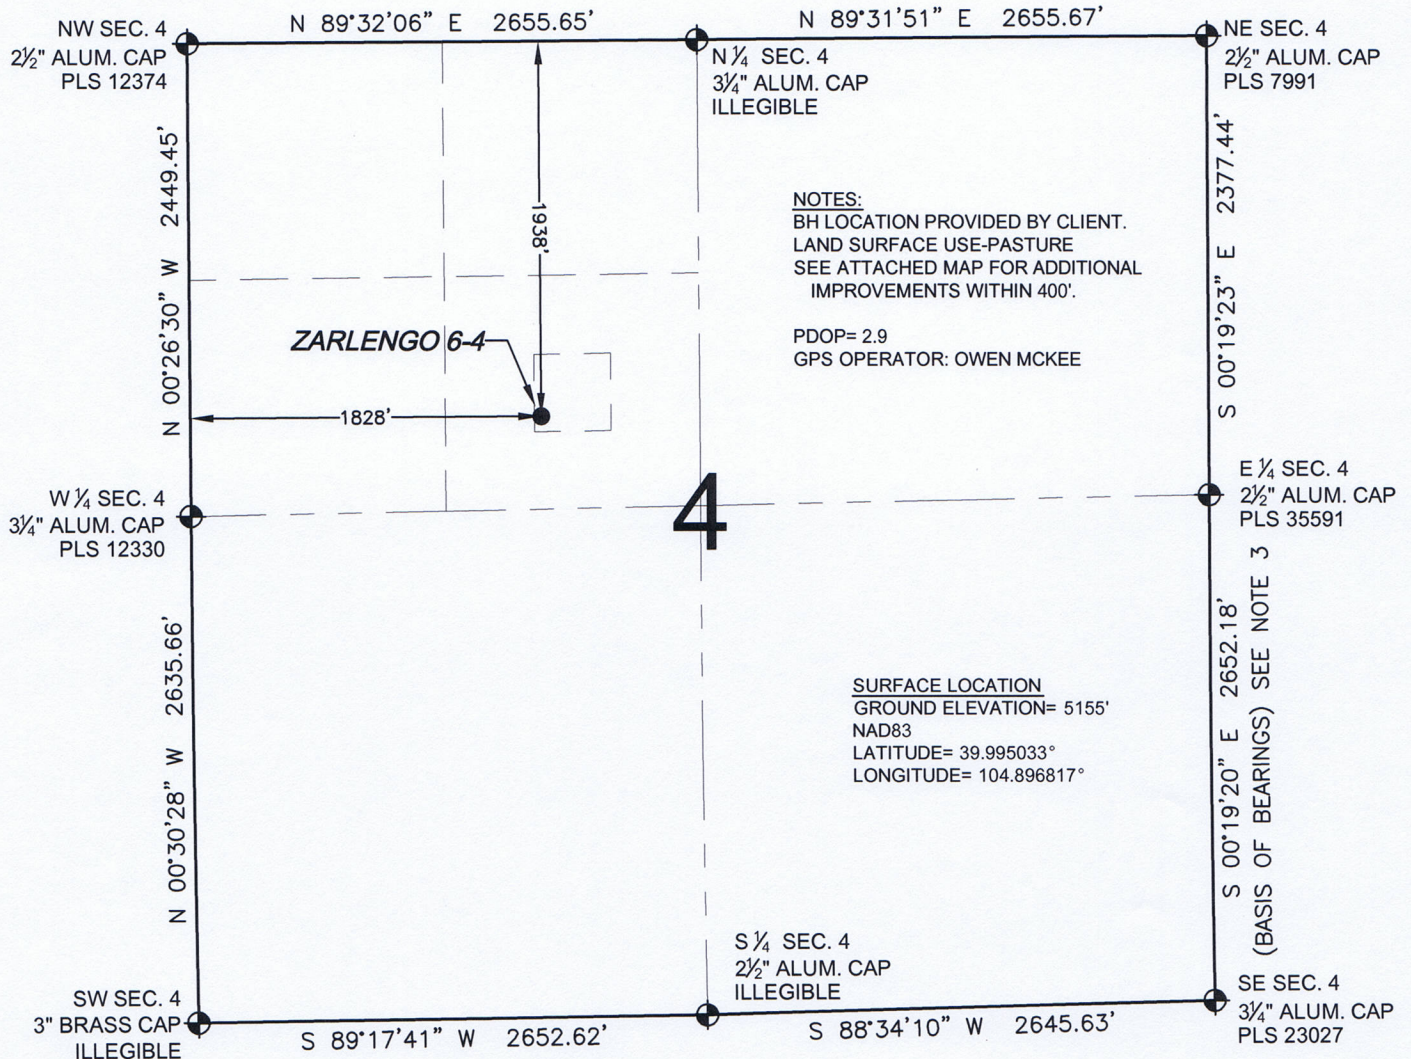 N 89°32'06" E 2655.65'
N 89°31'51" E 2655.67'
NW SEC. 4
2½" ALUM. CAP
PLS 12374
N ¼ SEC. 4
3¼" ALUM. CAP
ILLEGIBLE
NE SEC. 4
2½" ALUM. CAP
PLS 7991
N 00°26'30" W 2449.45'
1938'
NOTES:
BH LOCATION PROVIDED BY CLIENT.
LAND SURFACE USE-PASTURE
SEE ATTACHED MAP FOR ADDITIONAL
IMPROVEMENTS WITHIN 400'.
PDOP= 2.9
GPS OPERATOR: OWEN MCKEE
S 00°19'23" E 2377.44'
ZARLENGO 6-4
1828'
W ¼ SEC. 4
3¼" ALUM. CAP
PLS 12330
4
E ¼ SEC. 4
2½" ALUM. CAP
PLS 35591
N 00°30'28" W 2635.66'
SURFACE LOCATION
GROUND ELEVATION= 5155'
NAD83
LATITUDE= 39.995033°
LONGITUDE= 104.896817°
S 00°19'20" E 2652.18'
(BASIS OF BEARINGS) SEE NOTE 3
SW SEC. 4
3" BRASS CAP
ILLEGIBLE
S ¼ SEC. 4
2½" ALUM. CAP
ILLEGIBLE
SE SEC. 4
3¼" ALUM. CAP
PLS 23027
S 89°17'41" W 2652.62'
S 88°34'10" W 2645.63'